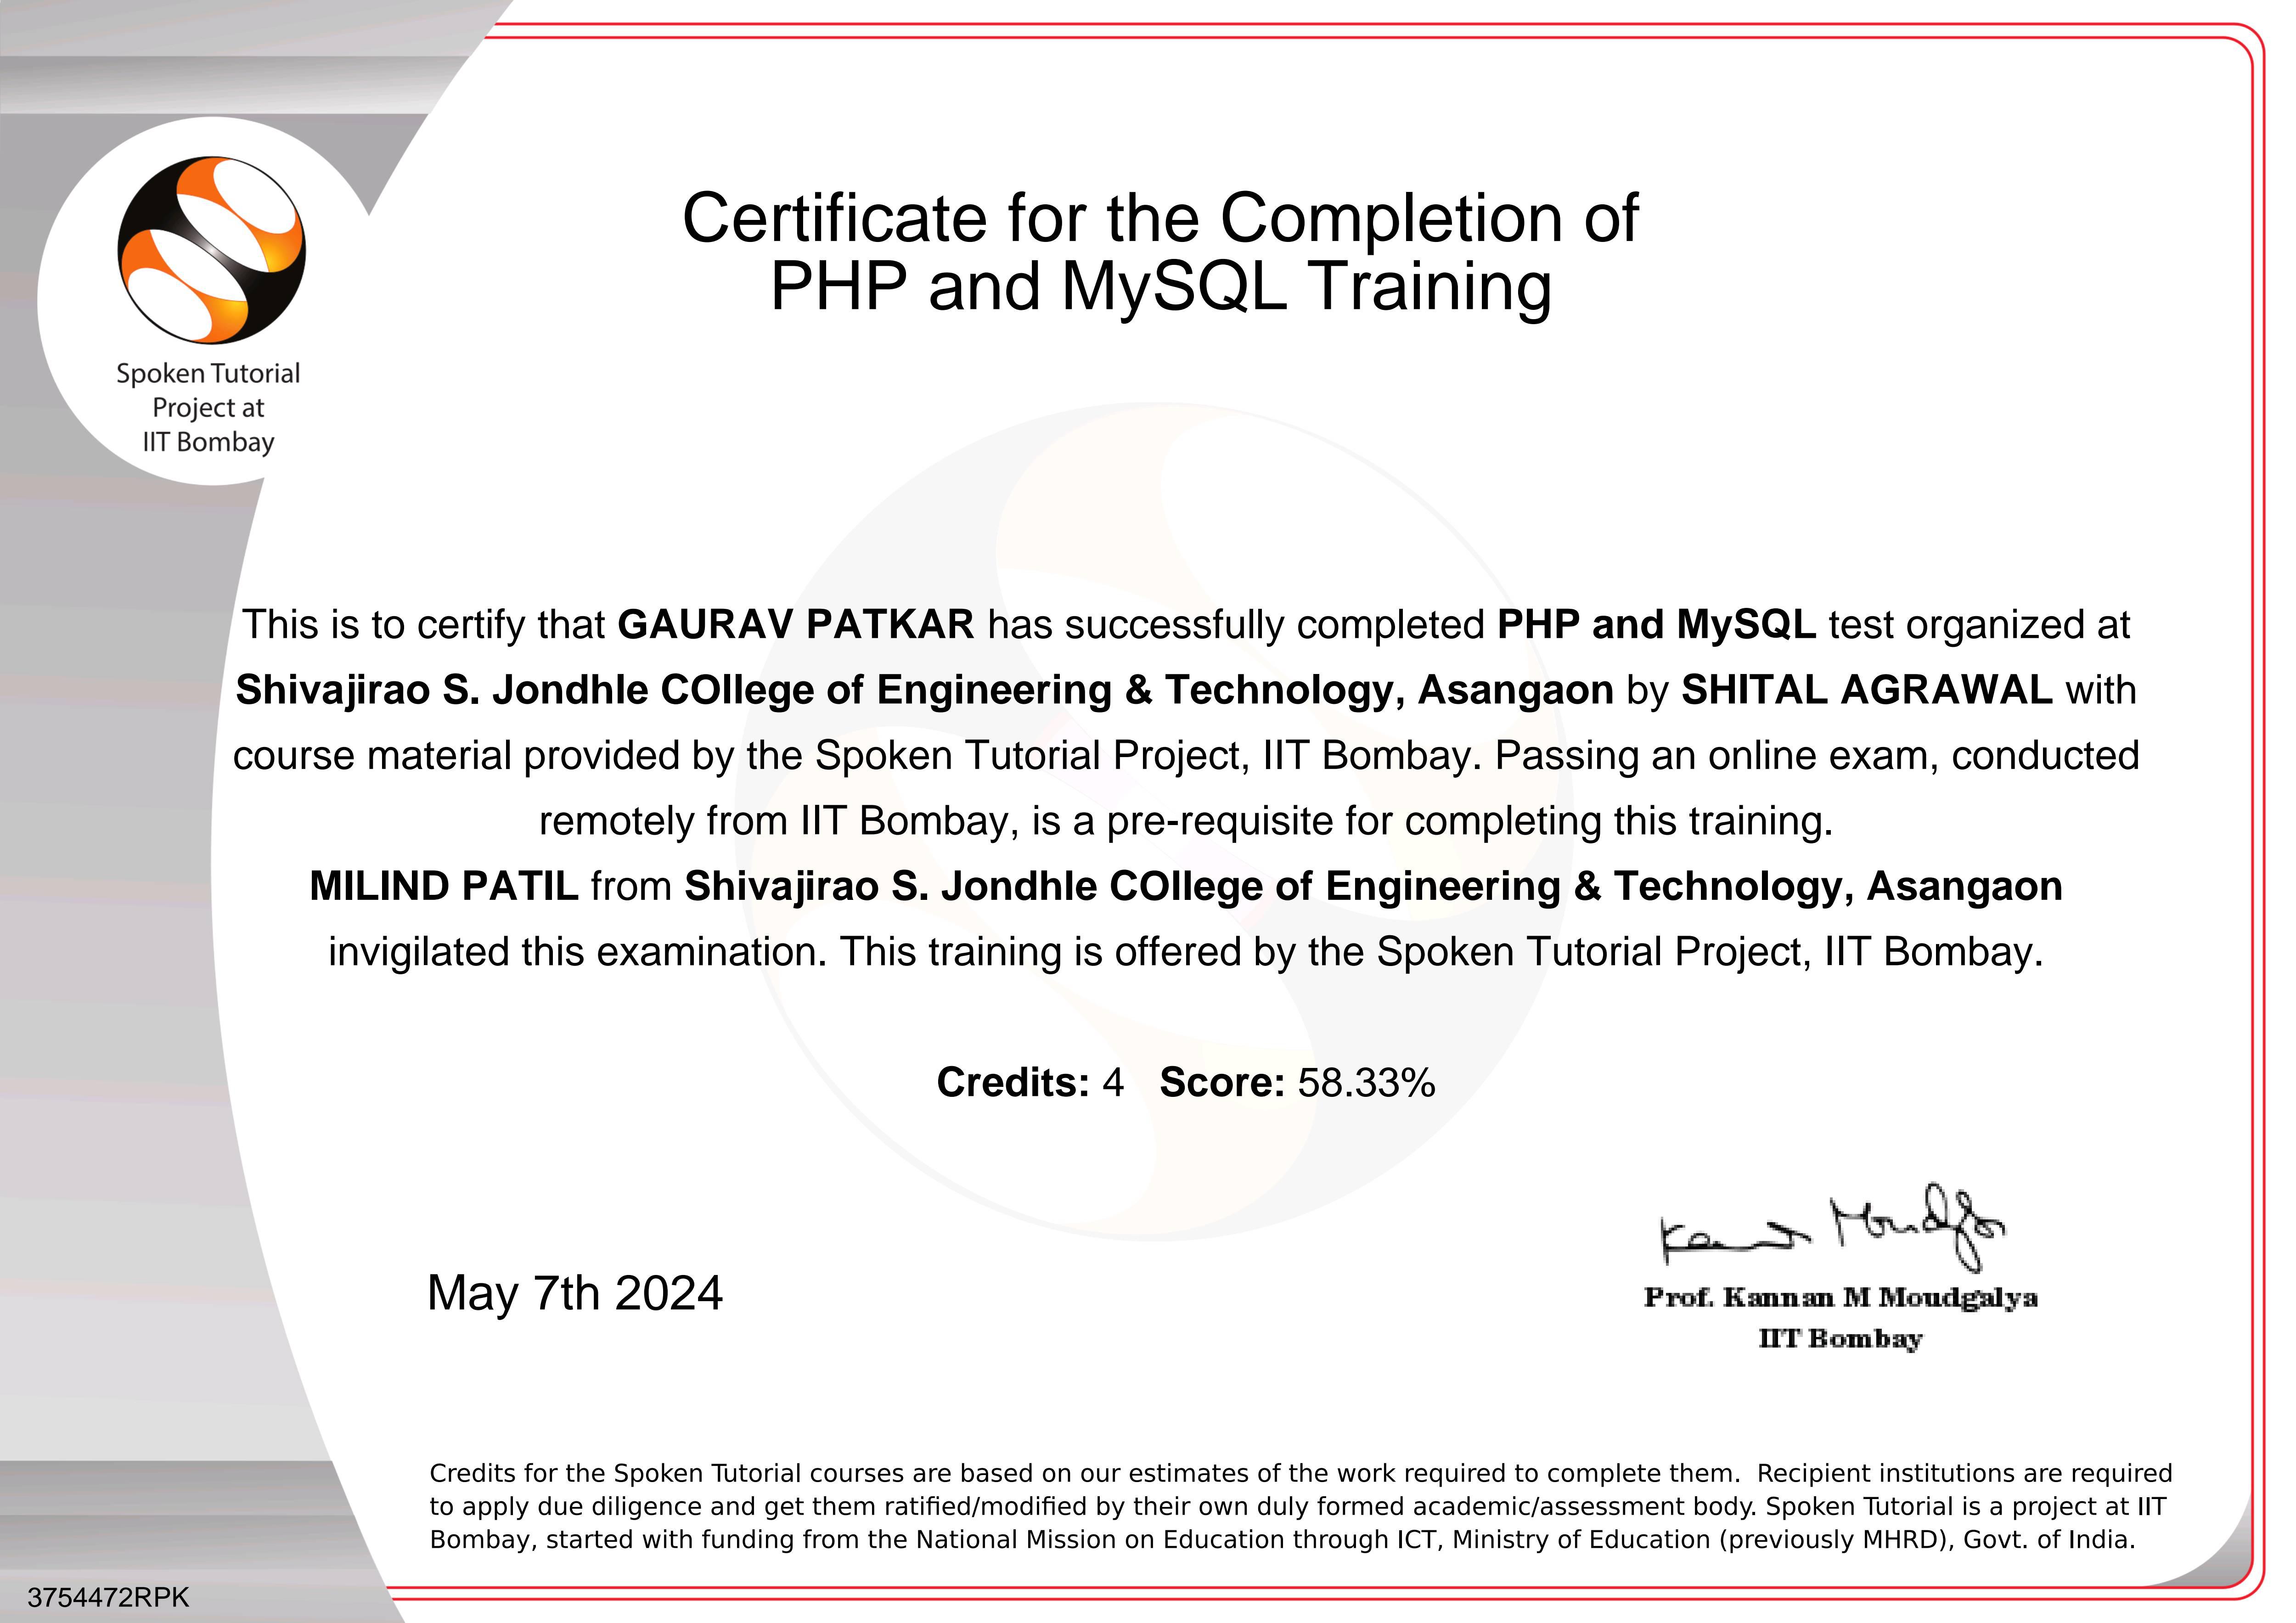 Spoken Tutorial
Project at
IIT Bombay
Certificate for the Completion of
PHP and MySQL Training
This is to certify that GAURAV PATKAR has successfully completed PHP and MySQL test organized at
Shivajirao S. Jondhle COllege of Engineering & Technology, Asangaon by SHITAL AGRAWAL with
course material provided by the Spoken Tutorial Project, IIT Bombay. Passing an online exam, conducted
remotely from IIT Bombay, is a pre-requisite for completing this training.
MILIND PATIL from Shivajirao S. Jondhle COllege of Engineering & Technology, Asangaon
invigilated this examination. This training is offered by the Spoken Tutorial Project, IIT Bombay.
Credits: 4 Score: 58.33%
May 7th 2024
Kannan Moudgalya
Prof. Kannan M Moudgalya
IIT Bombay
Credits for the Spoken Tutorial courses are based on our estimates of the work required to complete them. Recipient institutions are required
to apply due diligence and get them ratified/modified by their own duly formed academic/assessment body. Spoken Tutorial is a project at IIT
Bombay, started with funding from the National Mission on Education through ICT, Ministry of Education (previously MHRD), Govt. of India.
3754472RPK